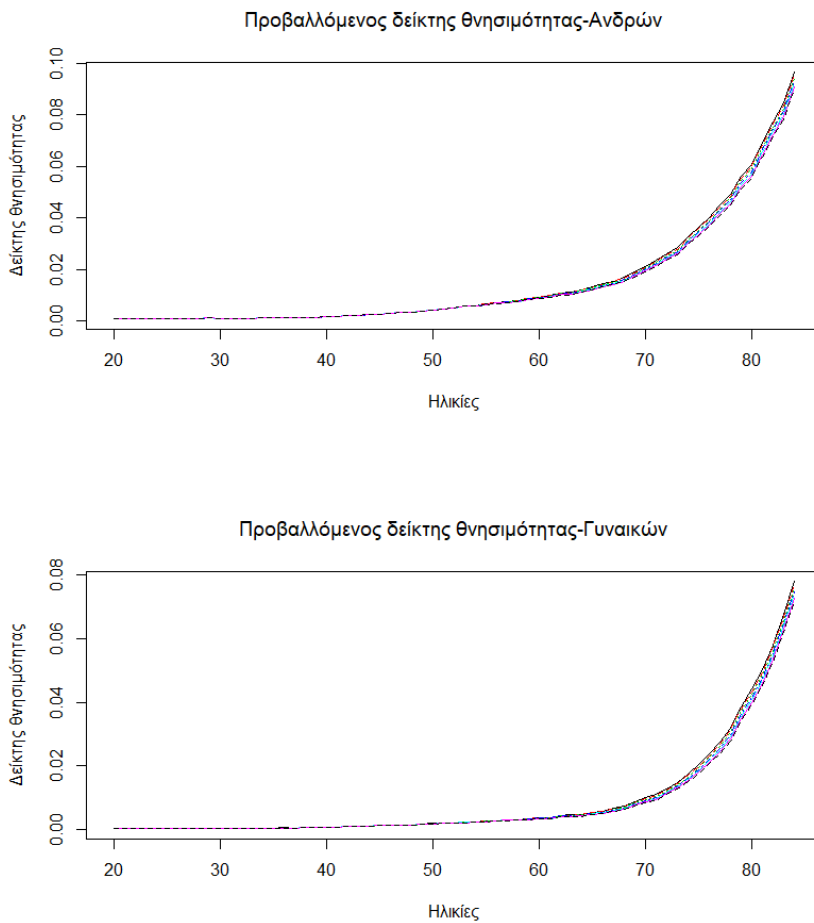 Προβαλλόμενος δείκτης θνησιμότητας-Ανδρών
Δείκτης θνησιμότητας
0.00 0.02 0.04 0.06 0.08 0.10
20 30 40 50 60 70 80
Ηλικίες
Προβαλλόμενος δείκτης θνησιμότητας-Γυναικών
Δείκτης θνησιμότητας
0.00 0.02 0.04 0.06 0.08
20 30 40 50 60 70 80
Ηλικίες